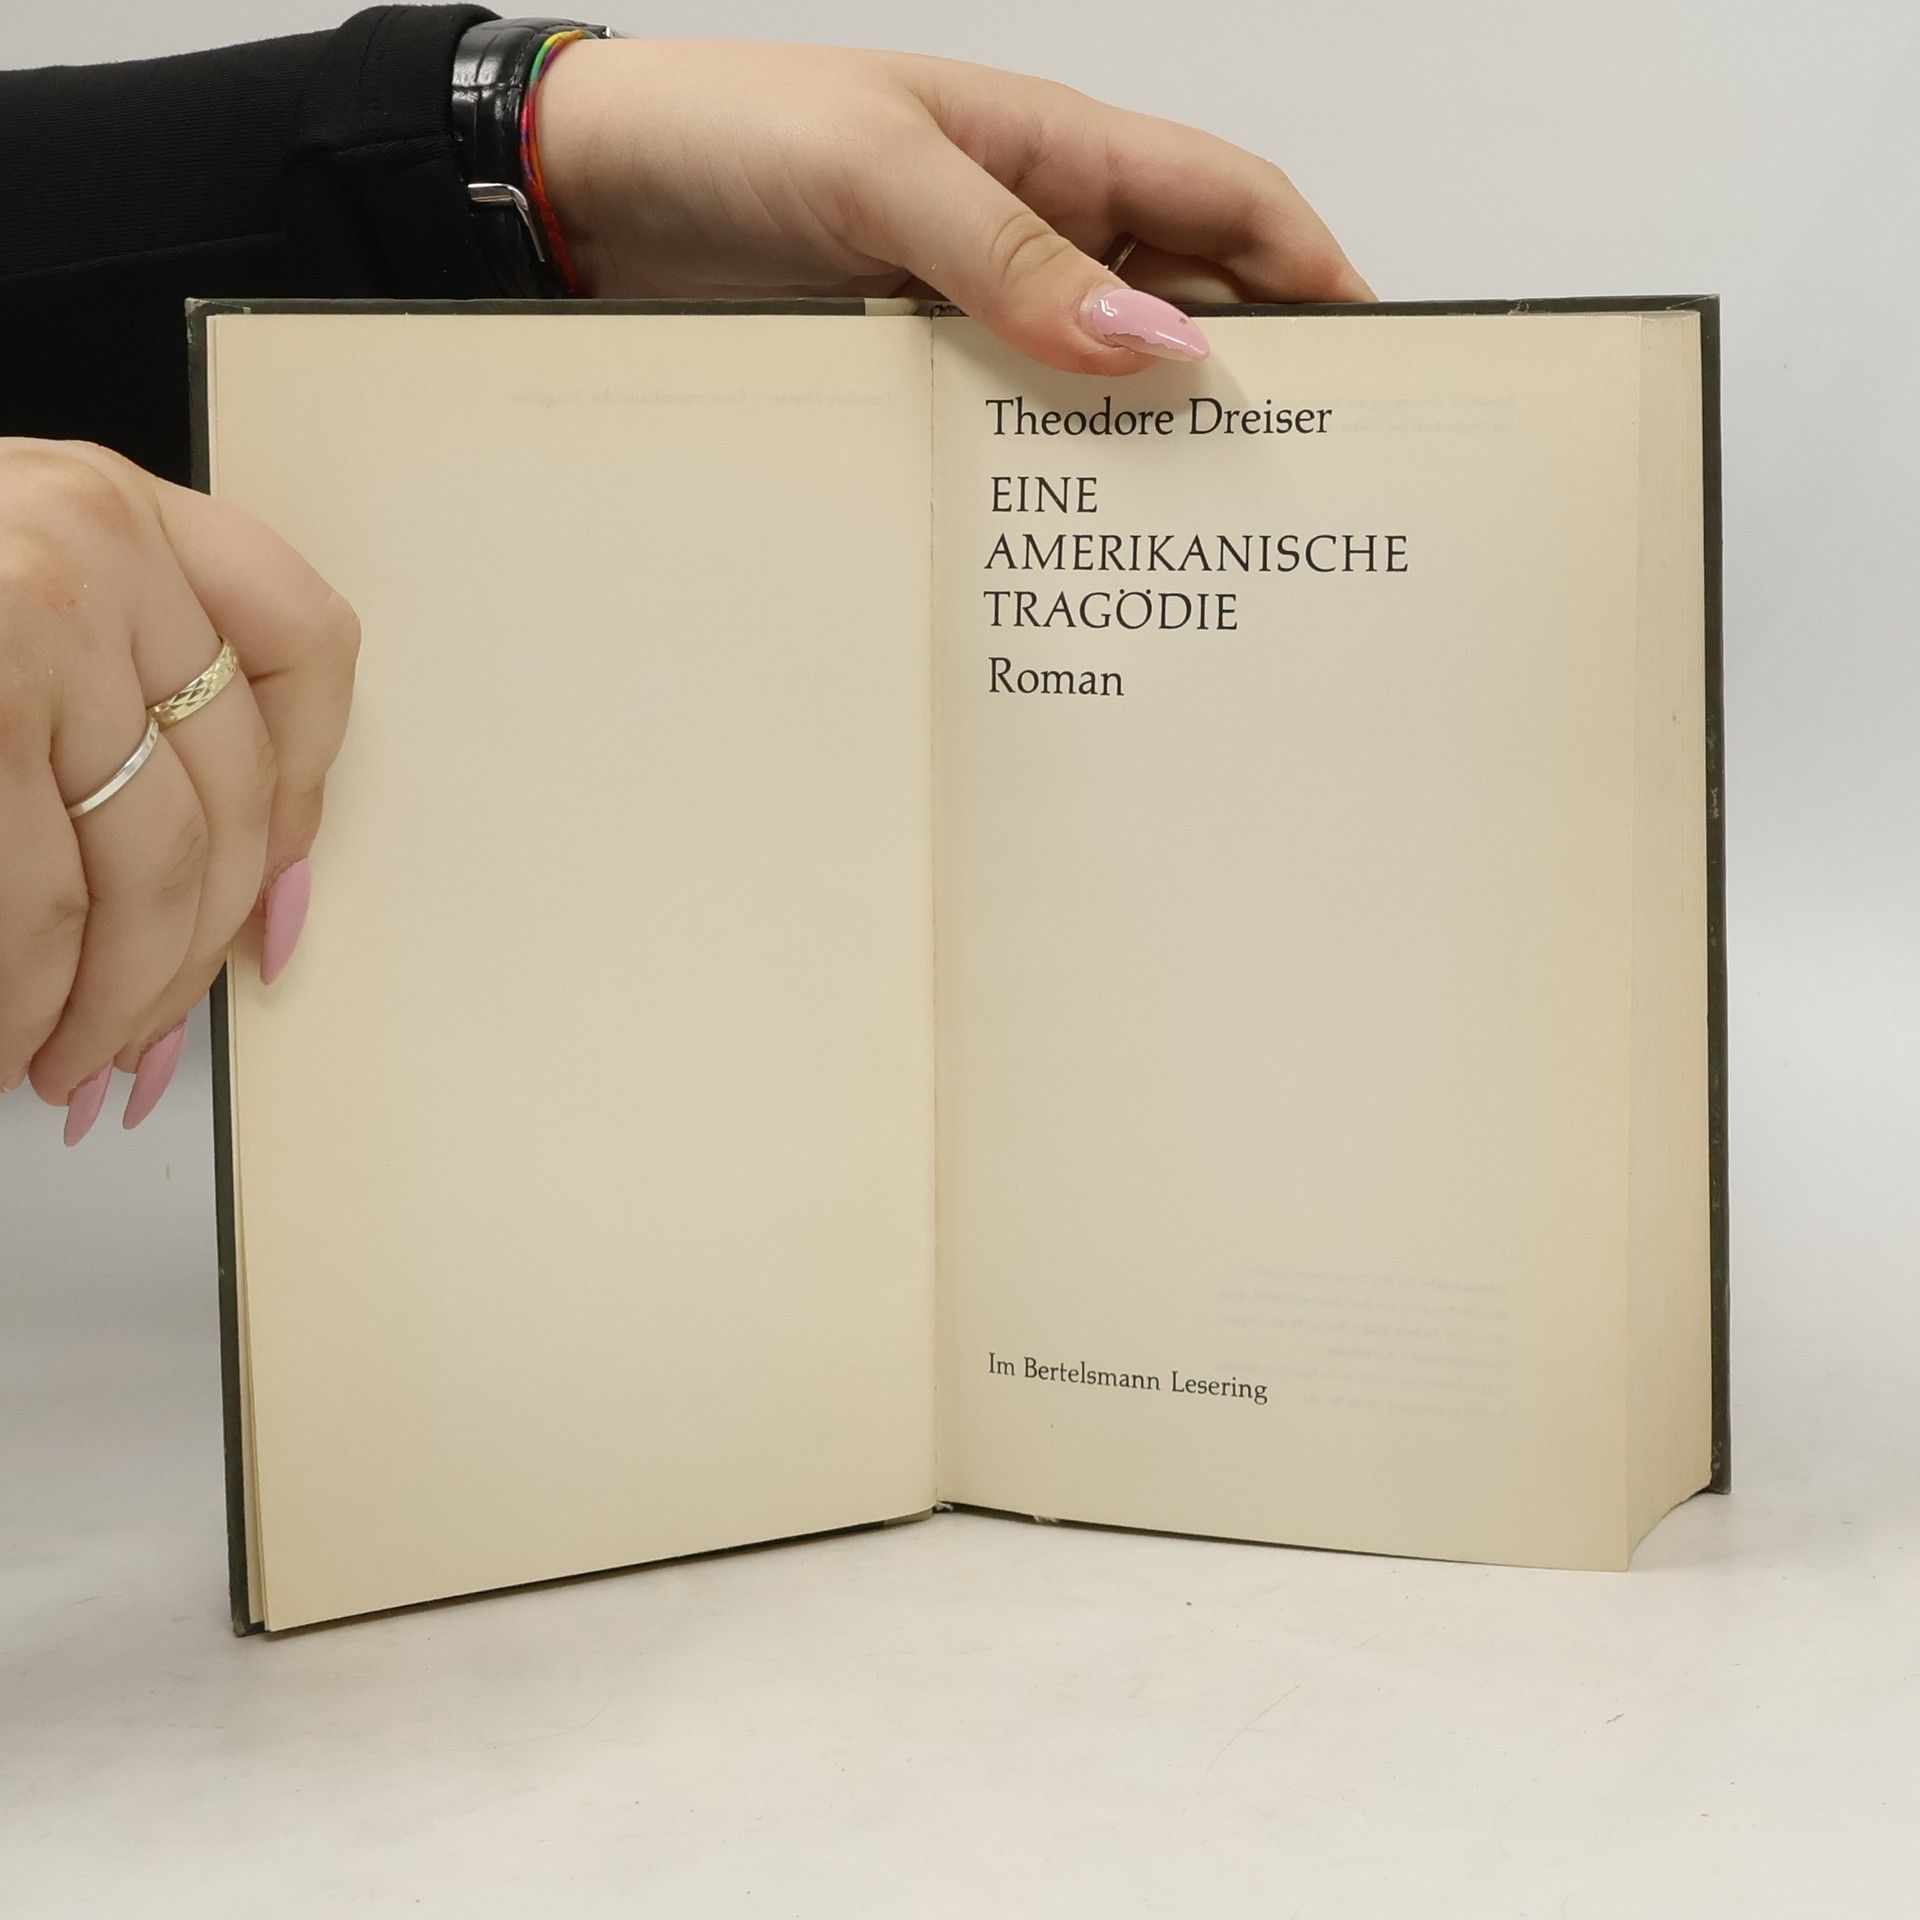 Theodore Dreiser
EINE
AMERIKANISCHE
TRAGÖDIE
Roman
Im Bertelsmann Lesering